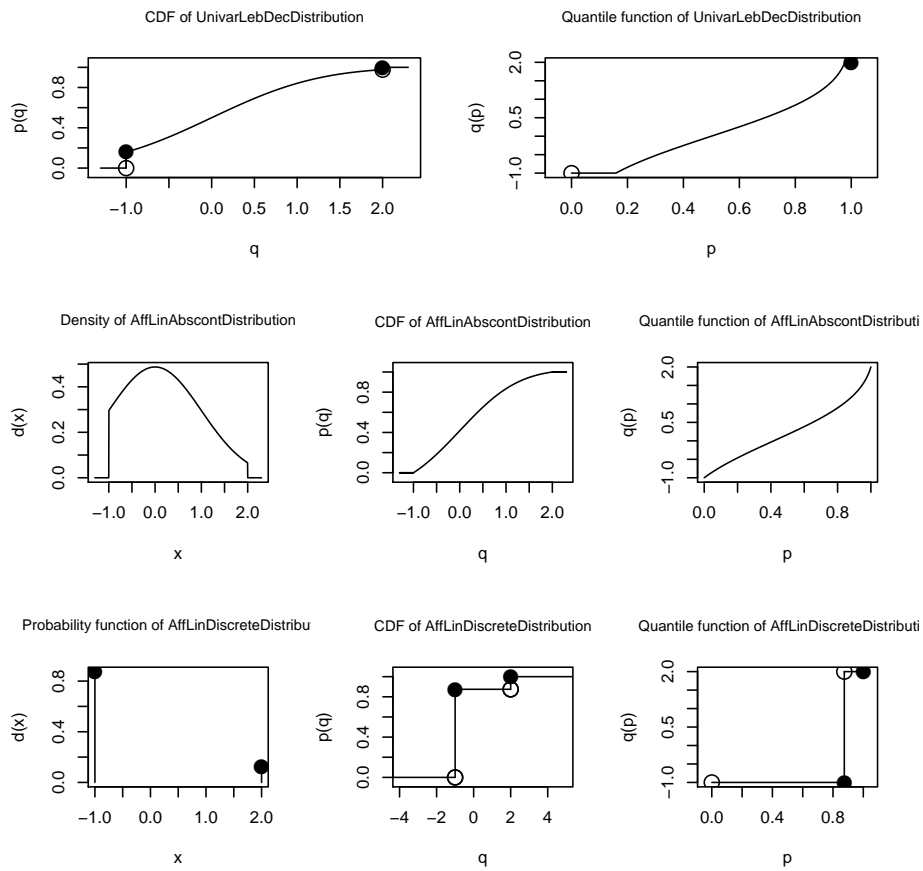 CDF of UnivarLebDecDistribution
Quantile function of UnivarLebDecDistribution
p(q)
0.0 0.4 0.8
−1.0 0.0 0.5 1.0 1.5 2.0
q
q(p)
−1.0 0.5 2.0
0.0 0.2 0.4 0.6 0.8 1.0
p
Density of AffLinAbscontDistribution
CDF of AffLinAbscontDistribution
Quantile function of AffLinAbscontDistributi
d(x)
0.0 0.2 0.4
−1.0 0.0 1.0 2.0
x
p(q)
0.0 0.4 0.8
−1.0 0.0 1.0 2.0
q
q(p)
−1.0 0.5 2.0
0.0 0.4 0.8
p
Probability function of AffLinDiscreteDistribu
CDF of AffLinDiscreteDistribution
Quantile function of AffLinDiscreteDistributi
d(x)
0.0 0.4 0.8
−1.0 0.0 1.0 2.0
x
p(q)
0.0 0.4 0.8
−4 −2 0 2 4
q
q(p)
−1.0 0.5 2.0
0.0 0.4 0.8
p